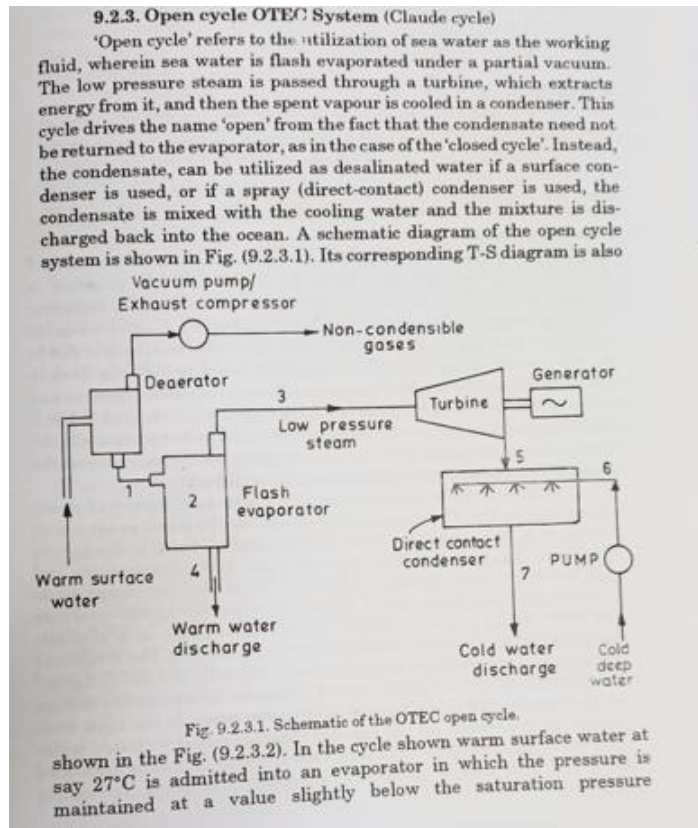 9.2.3. Open cycle OTEC System (Claude cycle)
'Open cycle' refers to the utilization of sea water as the working
fluid, wherein sea water is flash evaporated under a partial vacuum.
The low pressure steam is passed through a turbine, which extracts
energy from it, and then the spent vapour is cooled in a condenser. This
cycle drives the name 'open' from the fact that the condensate need not
be returned to the evaporator, as in the case of the 'closed cycle'. Instead,
the condensate, can be utilized as desalinated water if a surface con-
denser is used, or if a spray (direct-contact) condenser is used, the
condensate is mixed with the cooling water and the mixture is dis-
charged back into the ocean. A schematic diagram of the open cycle
system is shown in Fig. (9.2.3.1). Its corresponding T-S diagram is also
Vacuum pump/
Exhaust compressor
Non-condensible
gases
Deaerator
Generator
3
Turbine
Low pressure
steam
5
6
1
2
Flash
evaporator
Direct contact
condenser
PUMP
7
4
Warm surface
water
Warm water
discharge
Cold water
discharge
Cold
deep
water
Fig. 9.2.3.1. Schematic of the OTEC open cycle.
shown in the Fig. (9.2.3.2). In the cycle shown warm surface water at
say 27°C is admitted into an evaporator in which the pressure is
maintained at a value slightly below the saturation pressure